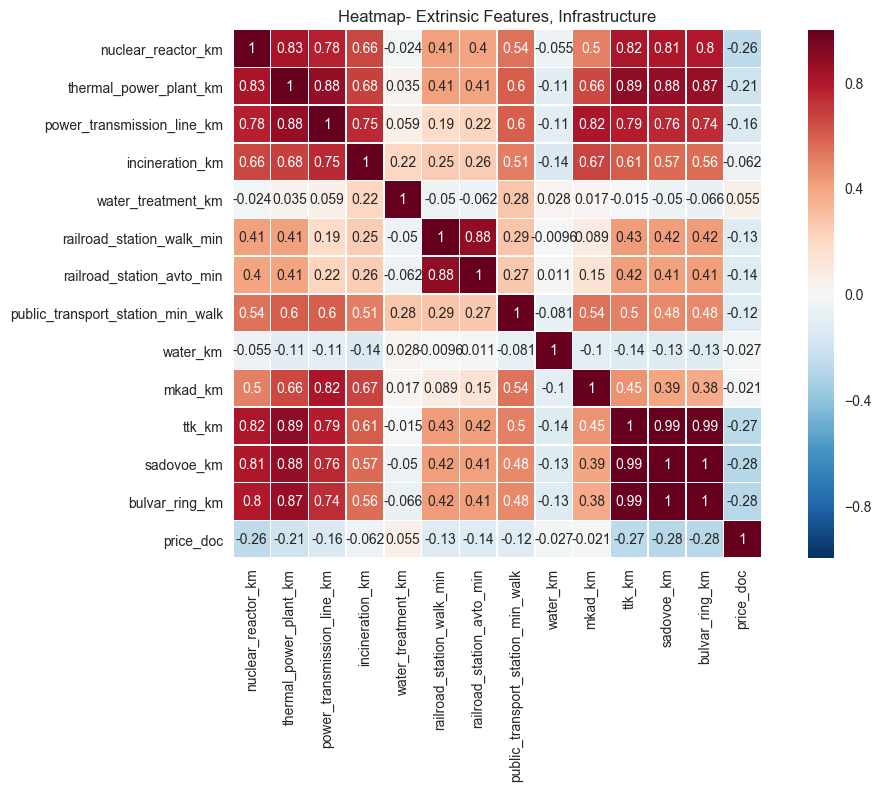 Heatmap- Extrinsic Features, Infrastructure
nuclear_reactor_km 1 0.83 0.78 0.66 -0.024 0.41 0.4 0.54 -0.055 0.5 0.82 0.81 0.8 -0.26
thermal_power_plant_km 0.83 1 0.88 0.68 0.035 0.41 0.41 0.6 -0.11 0.66 0.89 0.88 0.87 -0.21
power_transmission_line_km 0.78 0.88 1 0.75 0.059 0.19 0.22 0.6 -0.11 0.82 0.79 0.76 0.74 -0.16
incineration_km 0.66 0.68 0.75 1 0.22 0.25 0.26 0.51 -0.14 0.67 0.61 0.57 0.56 -0.062
water_treatment_km -0.024 0.035 0.059 0.22 1 -0.05 -0.062 0.28 0.028 0.017 -0.015 -0.05 -0.066 0.055
railroad_station_walk_min 0.41 0.41 0.19 0.25 -0.05 1 0.88 0.29 -0.0096 0.089 0.43 0.42 0.42 -0.13
railroad_station_avto_min 0.4 0.41 0.22 0.26 -0.062 0.88 1 0.27 0.011 0.15 0.42 0.41 0.41 -0.14
public_transport_station_min_walk 0.54 0.6 0.6 0.51 0.28 0.29 0.27 1 -0.081 0.54 0.5 0.48 0.48 -0.12
water_km -0.055 -0.11 -0.11 -0.14 0.028 -0.0096 0.011 -0.081 1 -0.1 -0.14 -0.13 -0.13 -0.027
mkad_km 0.5 0.66 0.82 0.67 0.017 0.089 0.15 0.54 -0.1 1 0.45 0.39 0.38 -0.021
ttk_km 0.82 0.89 0.79 0.61 -0.015 0.43 0.42 0.5 -0.14 0.45 1 0.99 0.99 -0.27
sadovoe_km 0.81 0.88 0.76 0.57 -0.05 0.42 0.41 0.48 -0.13 0.39 0.99 1 1 -0.28
bulvar_ring_km 0.8 0.87 0.74 0.56 -0.066 0.42 0.41 0.48 -0.13 0.38 0.99 1 1 -0.28
price_doc -0.26 -0.21 -0.16 -0.062 0.055 -0.13 -0.14 -0.12 -0.027 -0.021 -0.27 -0.28 -0.28 1
nuclear_reactor_km
thermal_power_plant_km
power_transmission_line_km
incineration_km
water_treatment_km
railroad_station_walk_min
railroad_station_avto_min
public_transport_station_min_walk
water_km
mkad_km
ttk_km
sadovoe_km
bulvar_ring_km
price_doc
0.8
0.4
0.0
−0.4
−0.8